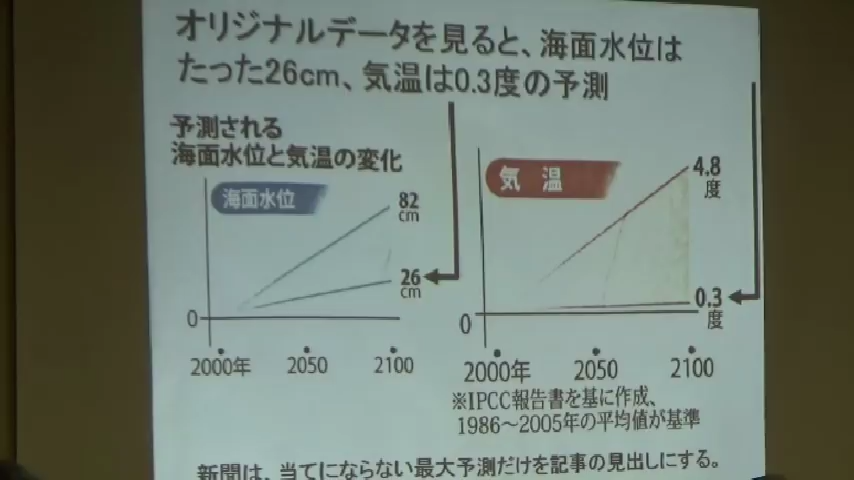 オリジナルデータを見ると、海面水位は
たった26cm、気温は0.3度の予測
予測される
海面水位と気温の変化
海面水位
82
cm
26
cm
0
2000年 2050 2100
気温
4.8
度
0.3
度
0
2000年 2050 2100
※IPCC報告書を基に作成、
1986～2005年の平均値が基準
新聞は、当てにならない最大予測だけを記事の見出しにする。